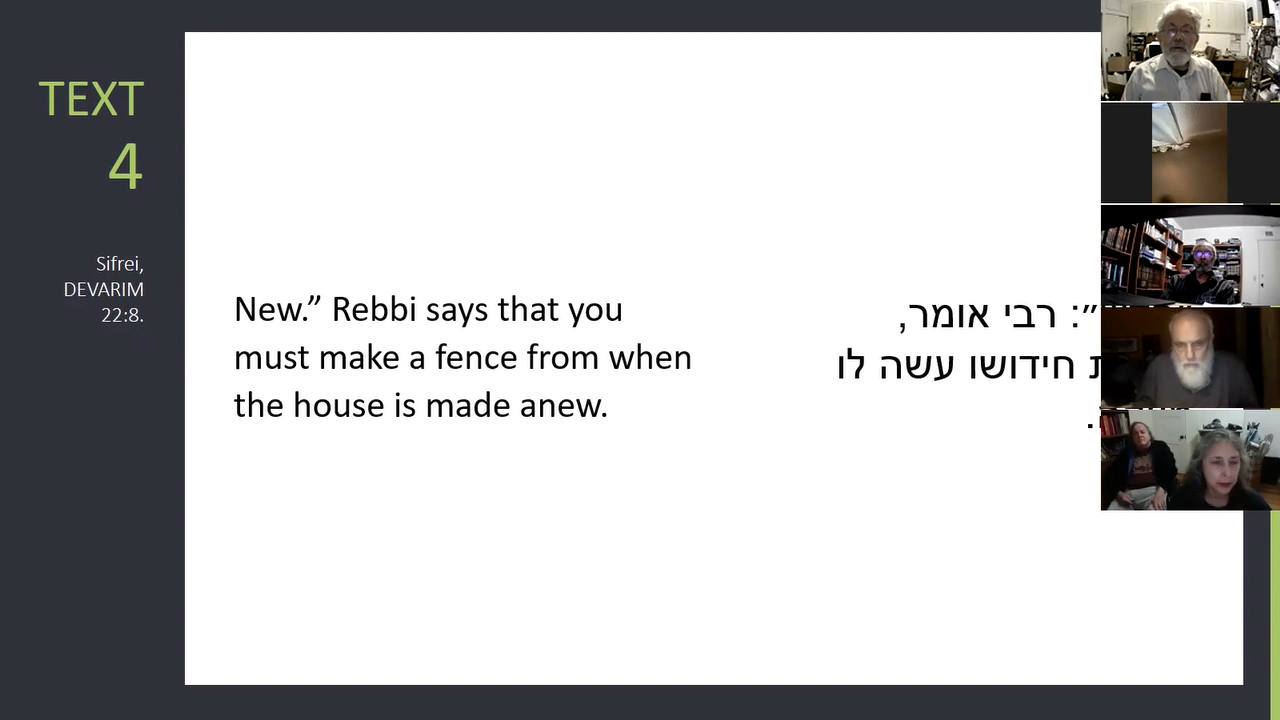 TEXT
4
Sifrei,
DEVARIM
22:8.
New.” Rebbi says that you
must make a fence from when
the house is made anew.
״: רבי אומר,
חידושו עשה לו
.